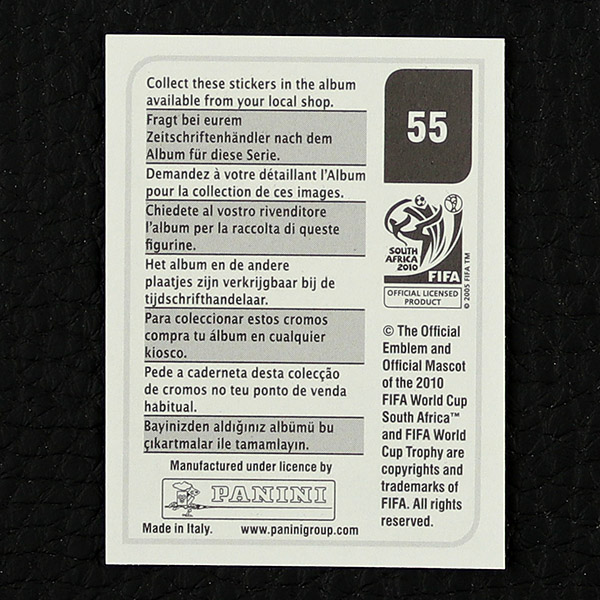 Collect these stickers in the album
available from your local shop.
Fragt bei eurem
Zeitschriftenhändler nach dem
Album für diese Serie.
Demandez à votre détaillant l'Album
pour la collection de ces images.
Chiedete al vostro rivenditore
l'album per la raccolta di queste
figurine.
Het album en de andere
plaatjes zijn verkrijgbaar bij de
tijdschrifthandelaar.
Para coleccionar estos cromos
compra tu álbum en cualquier
kiosco.
Pede a caderneta desta colecção
de cromos no teu ponto de venda
habitual.
Bayinizden aldığınız albümü bu
çıkartmalar ile tamamlayın.
Manufactured under licence by
PANINI
Made in Italy. www.paninigroup.com
55
SOUTH
AFRICA
2010
FIFA
OFFICIAL LICENSED
PRODUCT
© 2005 FIFA TM
© The Official
Emblem and
Official Mascot
of the 2010
FIFA World Cup
South Africa™
and FIFA World
Cup Trophy are
copyrights and
trademarks of
FIFA. All rights
reserved.